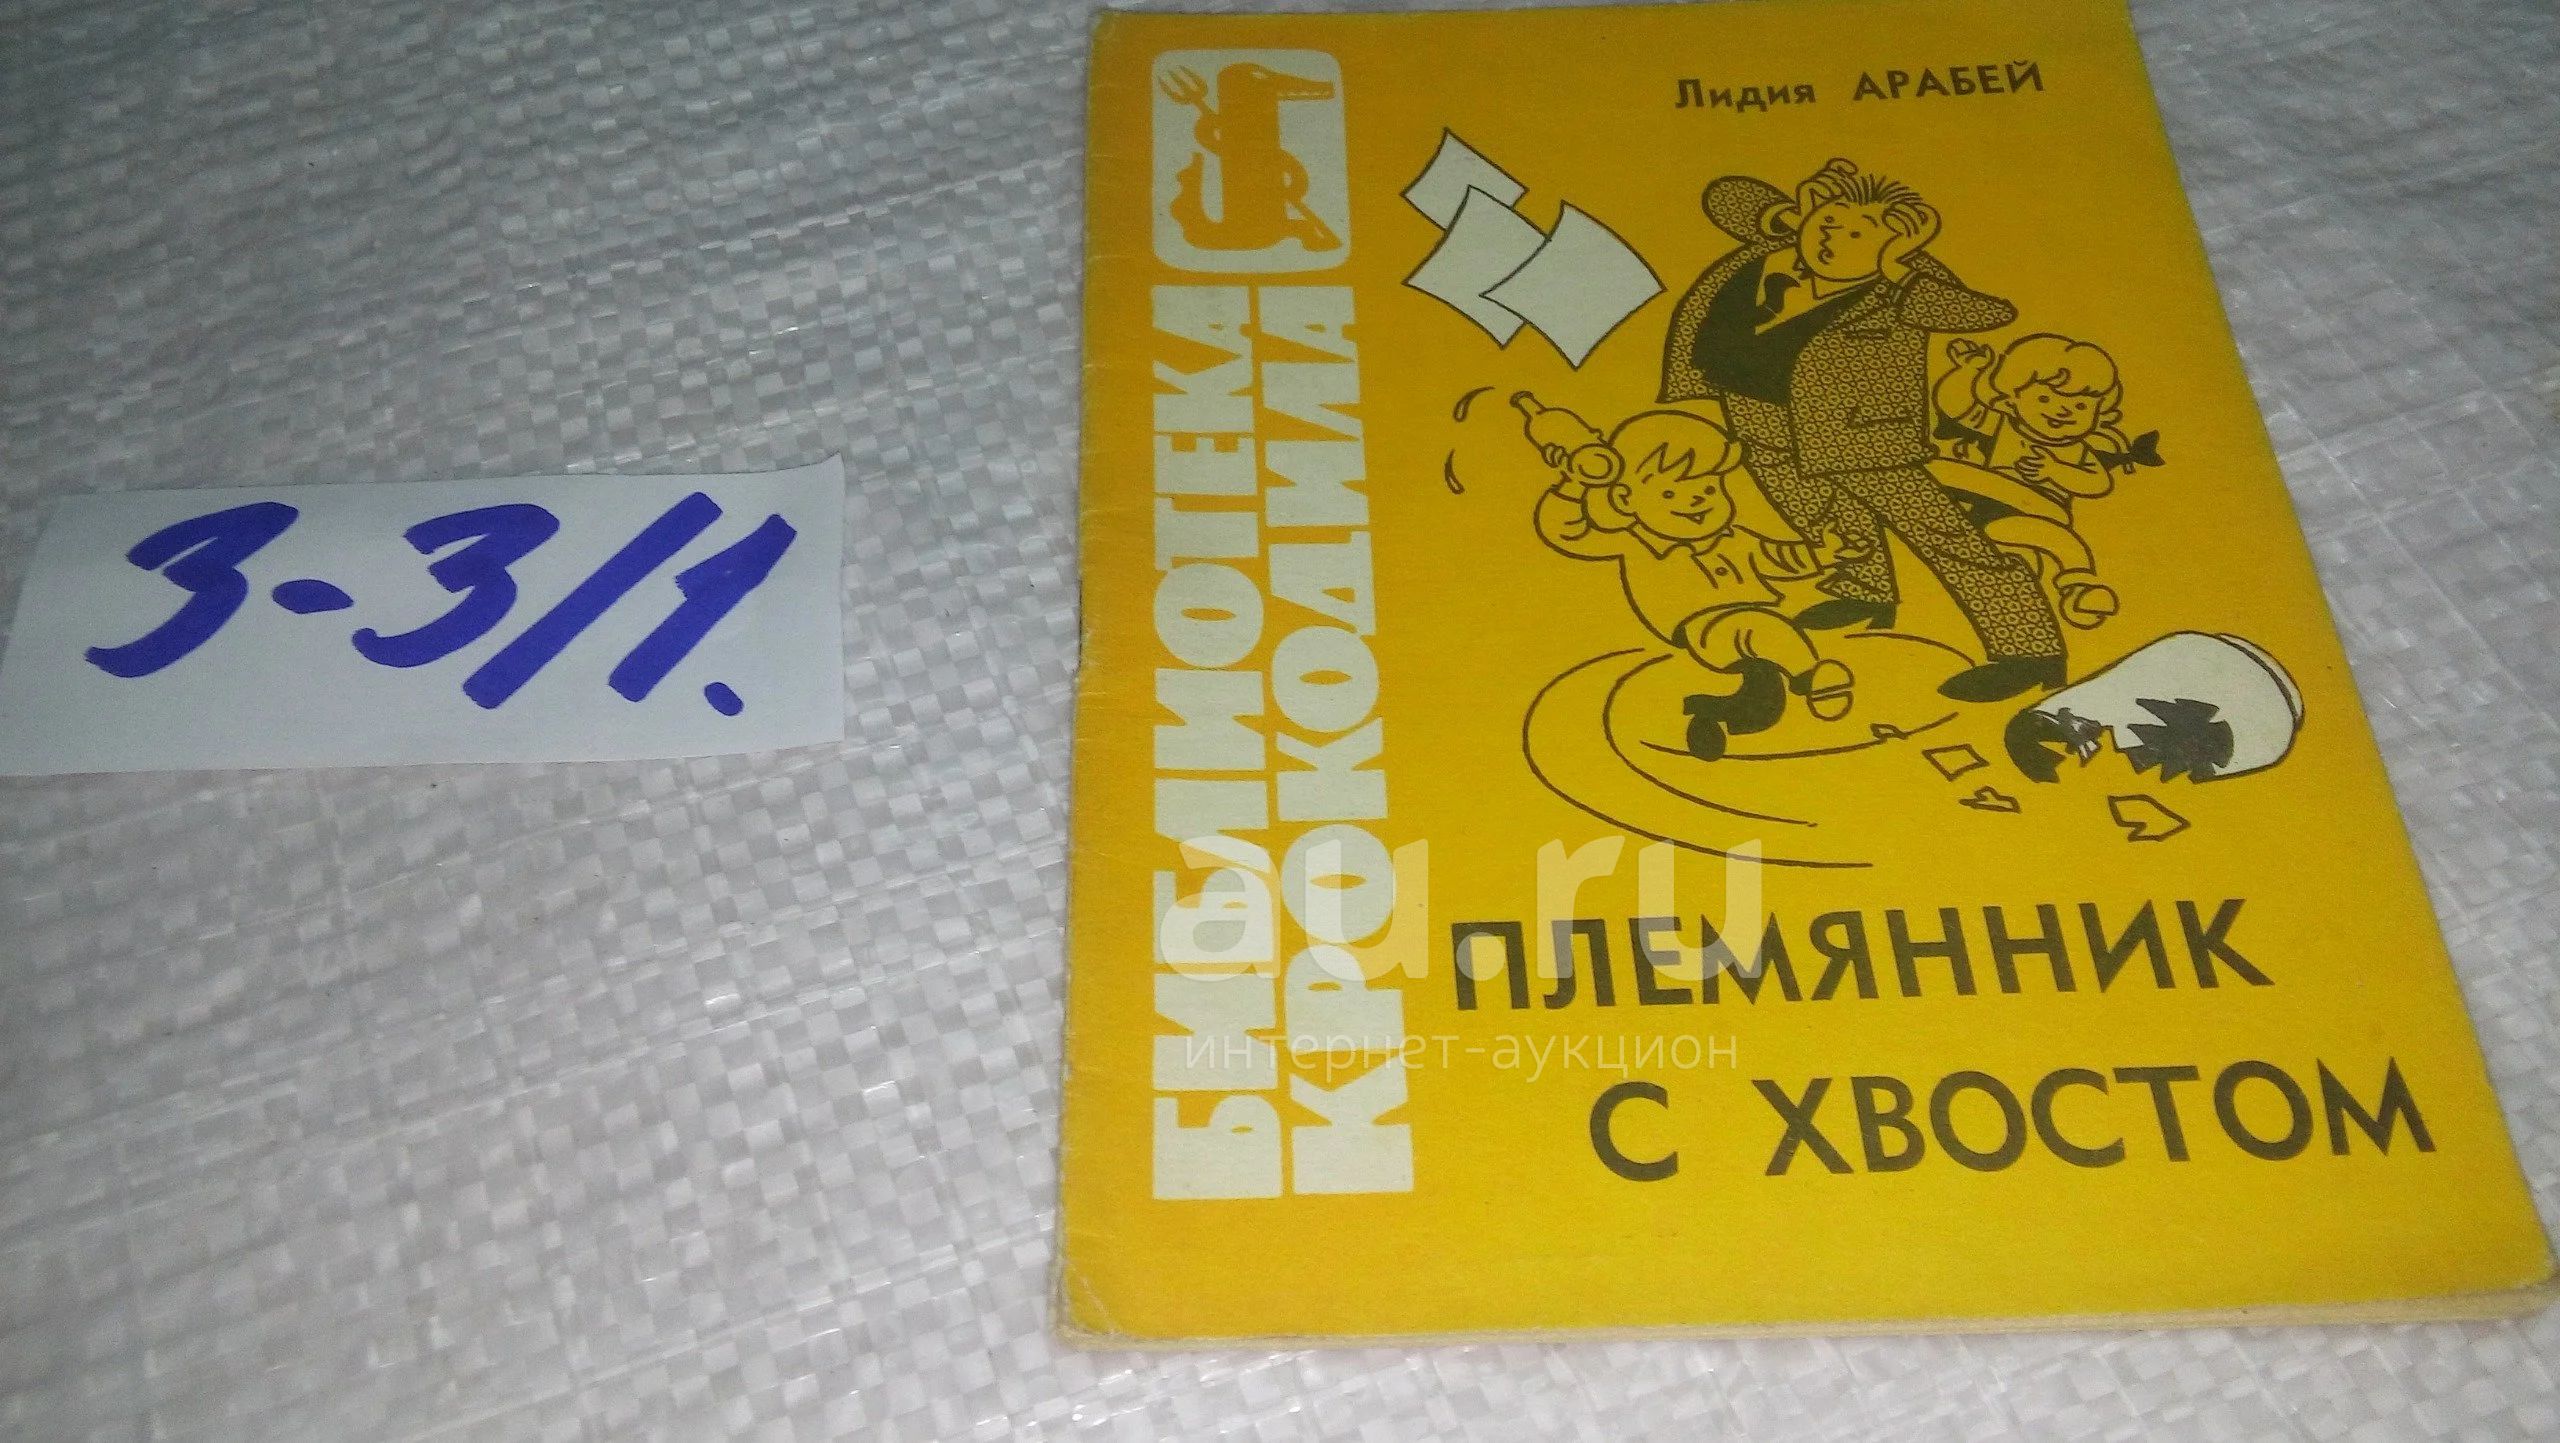 3-3/1.
Лидия АРАБЕЙ
БИБЛИОТЕКА
КРОКОДИЛА
ПЛЕМЯННИК
С ХВОСТОМ
au.ru
интернет-аукцион